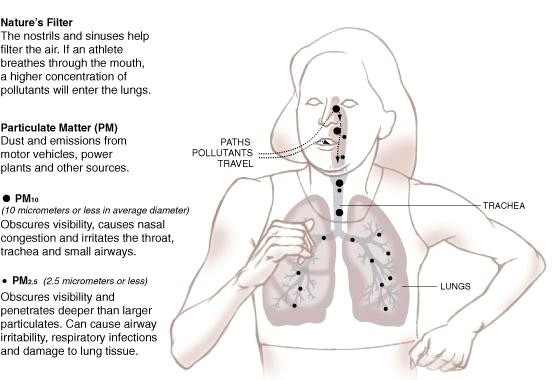 Nature's Filter
The nostrils and sinuses help
filter the air. If an athlete
breathes through the mouth,
a higher concentration of
pollutants will enter the lungs.
Particulate Matter (PM)
Dust and emissions from
motor vehicles, power
plants and other sources.
PM10
(10 micrometers or less in average diameter)
Obscures visibility, causes nasal
congestion and irritates the throat,
trachea and small airways.
PM2.5 (2.5 micrometers or less)
Obscures visibility and
penetrates deeper than larger
particulates. Can cause airway
irritability, respiratory infections
and damage to lung tissue.
PATHS
POLLUTANTS
TRAVEL
TRACHEA
LUNGS